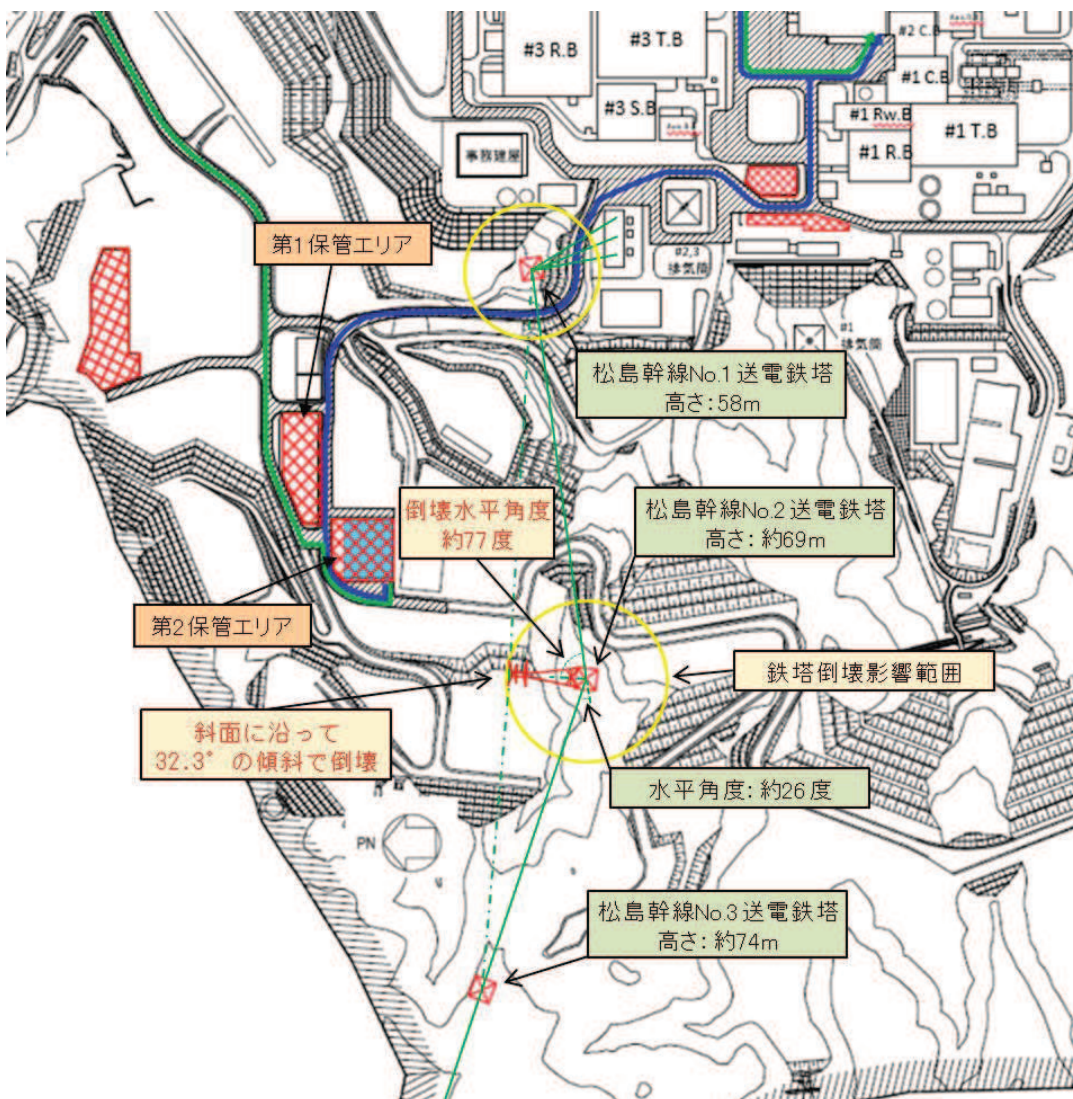 #3 R.B
#3 T.B
#2 C.B
#3 S.B
#1 C.B
#1 Rw.B
#1 T.B
#1 R.B
事務建屋
第1保管エリア
#2,3
排気筒
#1
排気筒
松島幹線No.1送電鉄塔
高さ:58m
倒壊水平角度
約77度
松島幹線No.2送電鉄塔
高さ:約69m
第2保管エリア
鉄塔倒壊影響範囲
斜面に沿って
32.3°の傾斜で倒壊
水平角度:約26度
PN
松島幹線No.3送電鉄塔
高さ:約74m